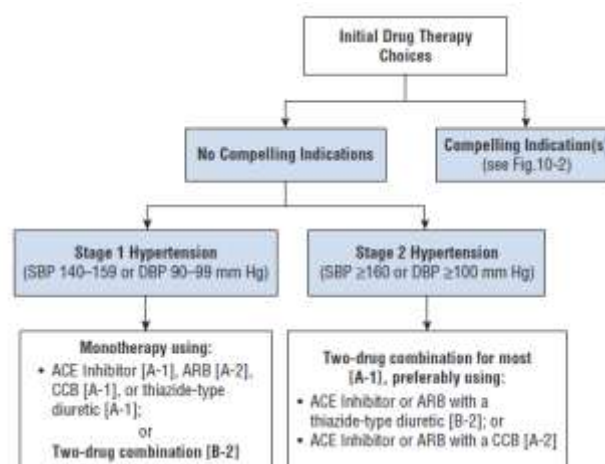 Initial Drug Therapy
Choices
No Compelling Indications
Compelling Indication(s)
(see Fig.10-2)
Stage 1 Hypertension
(SBP 140–159 or DBP 90–99 mm Hg)
Stage 2 Hypertension
(SBP ≥160 or DBP ≥100 mm Hg)
Monotherapy using:
• ACE Inhibitor [A-1], ARB [A-2],
CCB [A-1], or thiazide-type
diuretic [A-1];
or
Two-drug combination [B-2]
Two-drug combination for most
[A-1], preferably using:
• ACE Inhibitor or ARB with a
thiazide-type diuretic [B-2]; or
• ACE Inhibitor or ARB with a CCB [A-2]